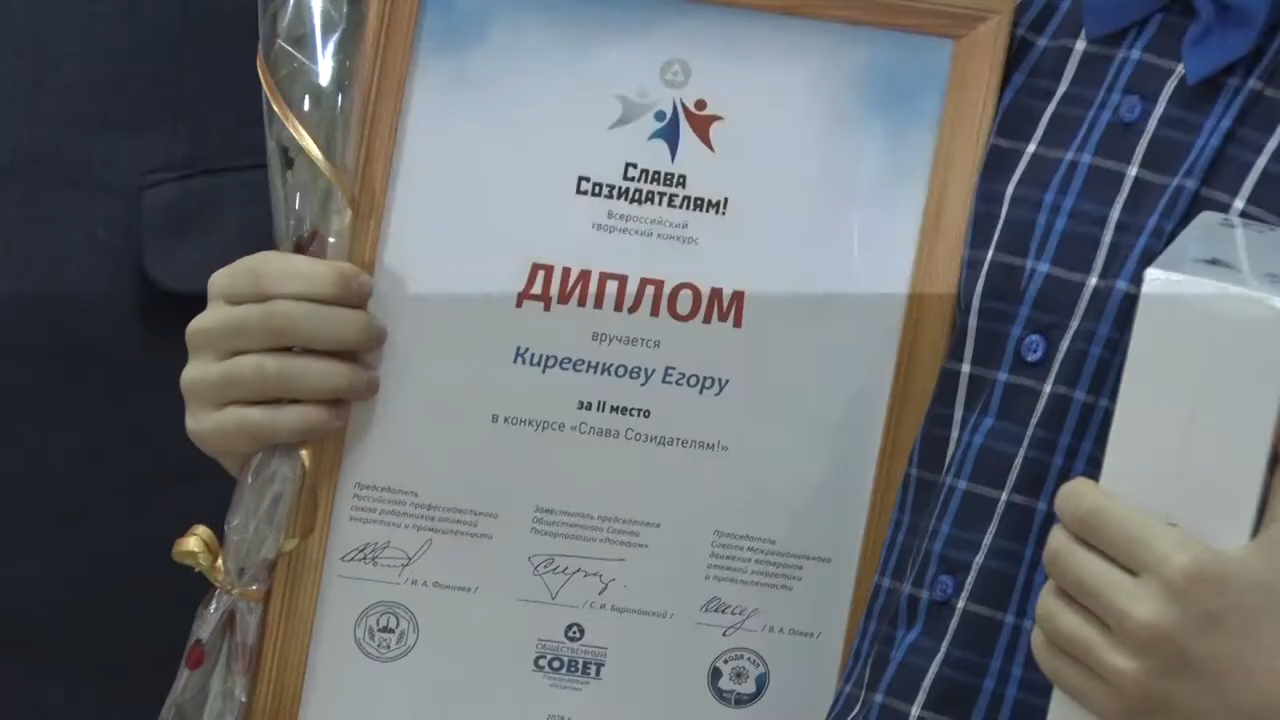 Слава
Созидателям!
Всероссийский
творческий конкурс
ДИПЛОМ
вручается
Киреенкову Егору
за II место
в конкурсе «Слава Созидателям!»
Председатель
Российского профессионального
союза работников атомной
энергетики и промышленности
/ И. А. Фомичев /
Заместитель председателя
Общественного Совета
Госкорпорации «Росатом»
/ С. И. Барановский /
Председатель
Совета Межрегионального
движения ветеранов
атомной энергетики
и промышленности
/ В. А. Огнев /
ОБЩЕСТВЕННЫЙ
СОВЕТ
Госкорпорации
«Росатом»